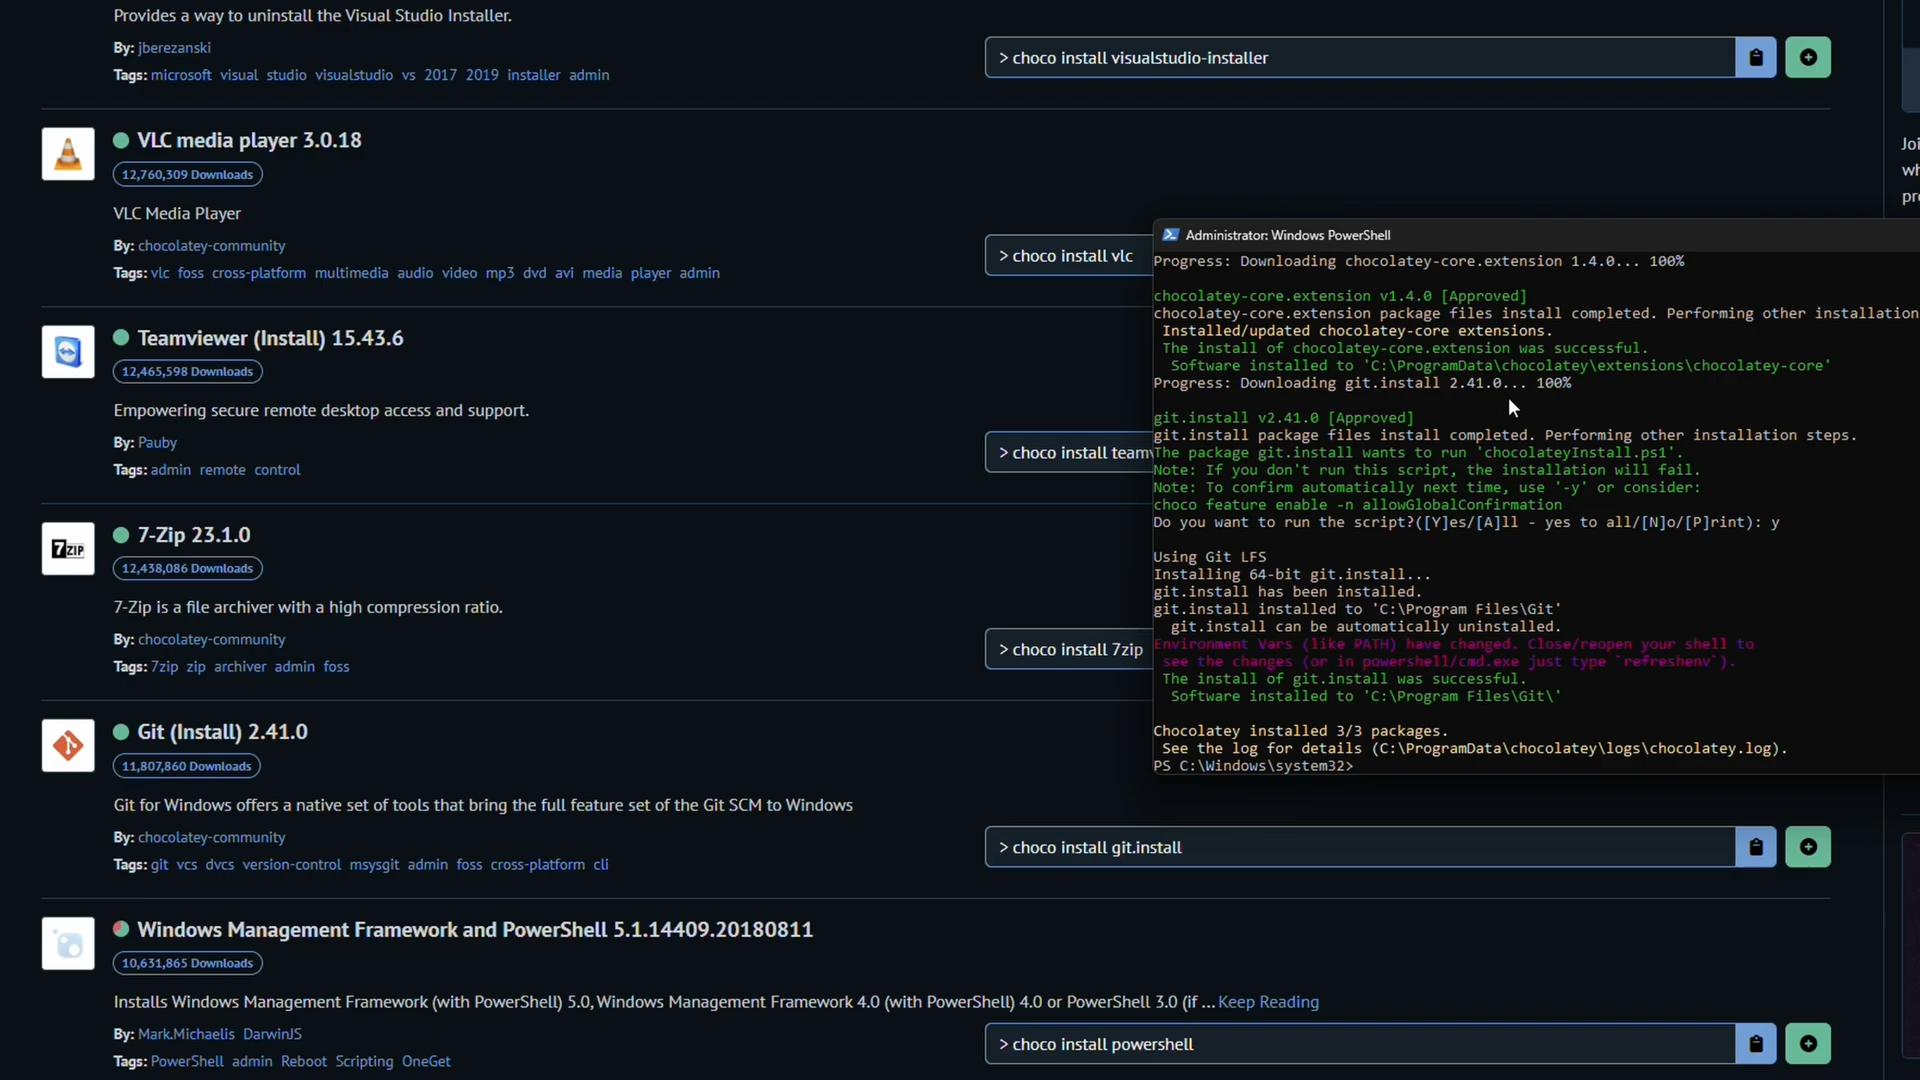 Provides a way to uninstall the Visual Studio Installer.
By: jberezanski
Tags: microsoft visual studio visualstudio vs 2017 2019 installer admin
> choco install visualstudio-installer
VLC media player 3.0.18
12,760,309 Downloads
VLC Media Player
By: chocolatey-community
Tags: vlc foss cross-platform multimedia audio video mp3 dvd avi media player admin
> choco install vlc
Teamviewer (Install) 15.43.6
12,465,598 Downloads
Empowering secure remote desktop access and support.
By: Pauby
Tags: admin remote control
> choco install team
7ZIP
7-Zip 23.1.0
12,438,086 Downloads
7-Zip is a file archiver with a high compression ratio.
By: chocolatey-community
Tags: 7zip zip archiver admin foss
> choco install 7zip
Git (Install) 2.41.0
11,807,860 Downloads
Git for Windows offers a native set of tools that bring the full feature set of the Git SCM to Windows
By: chocolatey-community
Tags: git vcs dvcs version-control msysgit admin foss cross-platform cli
> choco install git.install
Windows Management Framework and PowerShell 5.1.14409.20180811
10,631,865 Downloads
Installs Windows Management Framework (with PowerShell) 5.0, Windows Management Framework 4.0 (with PowerShell) 4.0 or PowerShell 3.0 (if ... Keep Reading
By: Mark.Michaelis DarwinJS
Tags: PowerShell admin Reboot Scripting OneGet
> choco install powershell
Administrator: Windows PowerShell
Progress: Downloading chocolatey-core.extension 1.4.0... 100%
chocolatey-core.extension v1.4.0 [Approved]
chocolatey-core.extension package files install completed. Performing other installation
Installed/updated chocolatey-core extensions.
The install of chocolatey-core.extension was successful.
Software installed to 'C:\ProgramData\chocolatey\extensions\chocolatey-core'
Progress: Downloading git.install 2.41.0... 100%
git.install v2.41.0 [Approved]
git.install package files install completed. Performing other installation steps.
The package git.install wants to run 'chocolateyInstall.ps1'.
Note: If you don't run this script, the installation will fail.
Note: To confirm automatically next time, use '-y' or consider:
choco feature enable -n allowGlobalConfirmation
Do you want to run the script?([Y]es/[A]ll - yes to all/[N]o/[P]rint): y
Using Git LFS
Installing 64-bit git.install...
git.install has been installed.
git.install installed to 'C:\Program Files\Git'
git.install can be automatically uninstalled.
Environment Vars (like PATH) have changed. Close/reopen your shell to
see the changes (or in powershell/cmd.exe just type `refreshenv`).
The install of git.install was successful.
Software installed to 'C:\Program Files\Git\'
Chocolatey installed 3/3 packages.
See the log for details (C:\ProgramData\chocolatey\logs\chocolatey.log).
PS C:\Windows\system32>